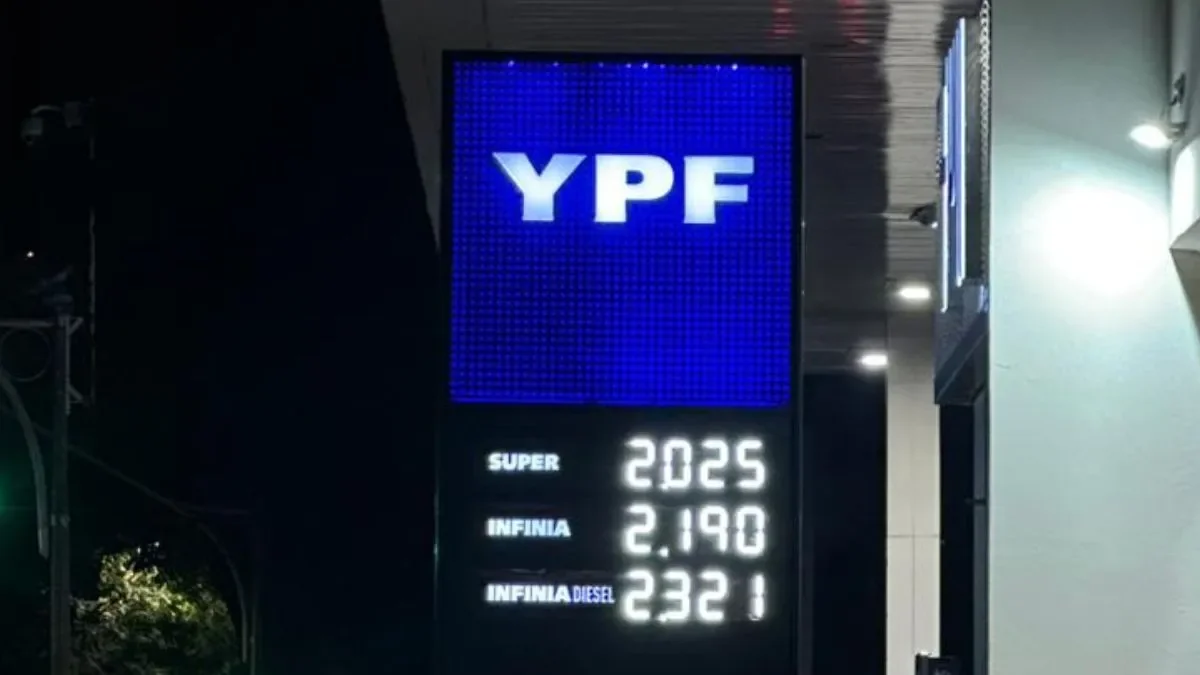 YPF
SUPER 2.025
INFINIA 2.190
INFINIA DIESEL 2.321